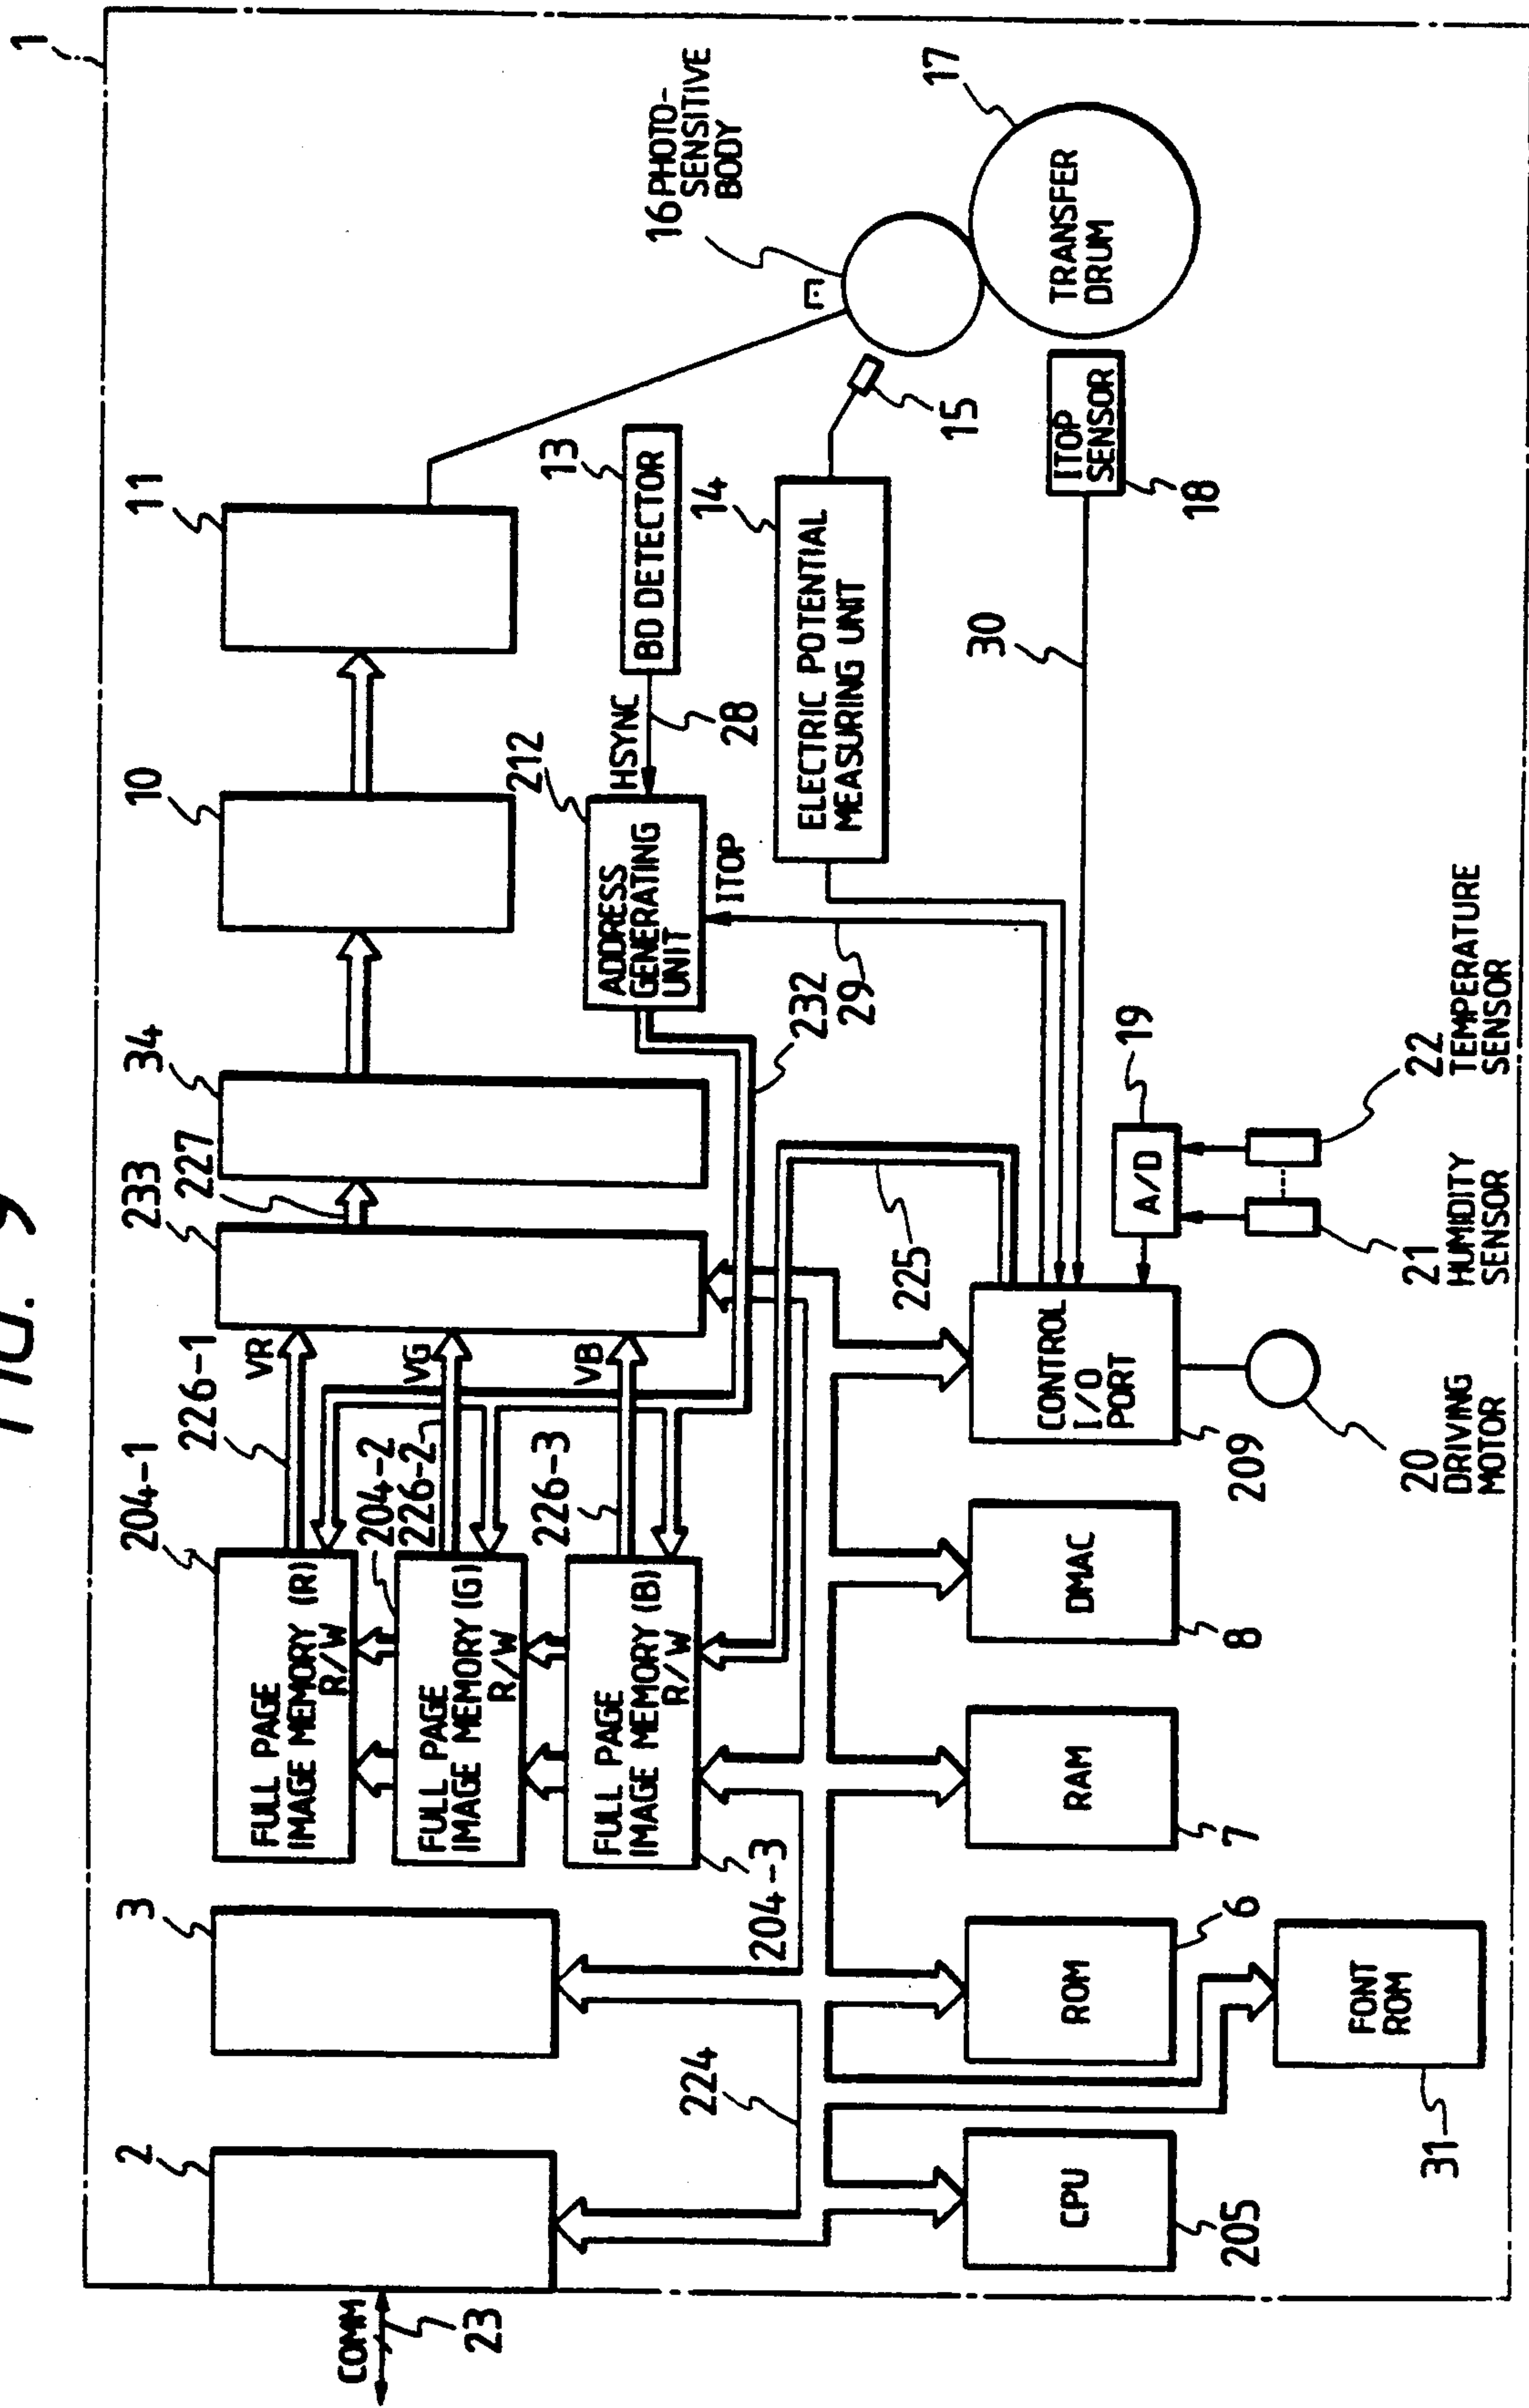 FIG. 9
1
COMM
23
2
3
204-1
226-1
VR
233
227
34
10
11
FULL PAGE
IMAGE MEMORY (R)
R/W
204-2
226-2
VG
FULL PAGE
IMAGE MEMORY (G)
R/W
226-3
VB
FULL PAGE
IMAGE MEMORY (B)
R/W
204-3
212
ADDRESS
GENERATING
UNIT
HSYNC
28
13
BD DETECTOR
ITOP
232
29
14
ELECTRIC POTENTIAL
MEASURING UNIT
15
16 PHOTO-
SENSITIVE
BODY
17
TRANSFER
DRUM
ITOP
SENSOR
18
30
224
225
CPU
205
ROM
6
RAM
7
DMAC
8
CONTROL
I/O
PORT
209
A/D
19
FONT
ROM
31
20
DRIVING
MOTOR
21
HUMIDITY
SENSOR
22
TEMPERATURE
SENSOR